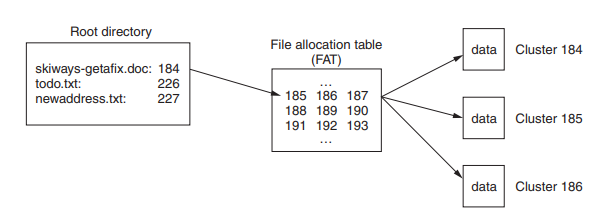 Root directory
skiways-getafix.doc: 184
todo.txt: 226
newaddress.txt: 227
File allocation table
(FAT)
...
185 186 187
188 189 190
191 192 193
...
data Cluster 184
data Cluster 185
data Cluster 186